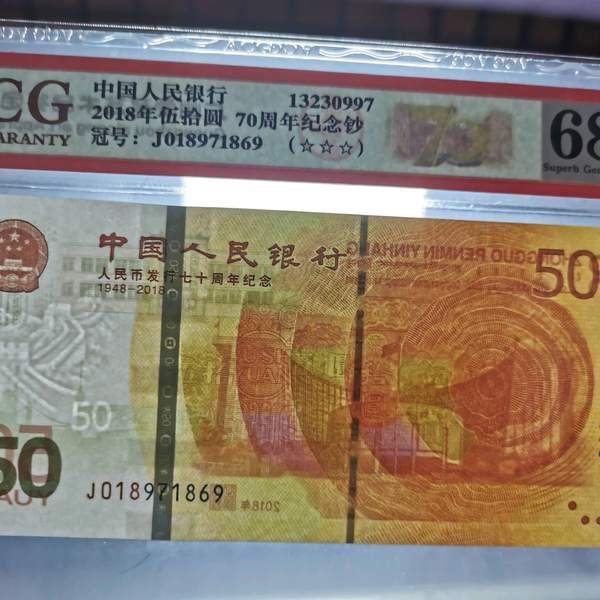 CG
ARANTY
中国人民银行 13230997
2018年伍拾圆 70周年纪念钞
冠号：J018971869 （☆☆☆）
70
68
Superb Ge
中国人民银行
人民币发行七十周年纪念
1948-2018
50
ZHONGGUO RENMIN YINHANG
50
50
J018971869
2018年